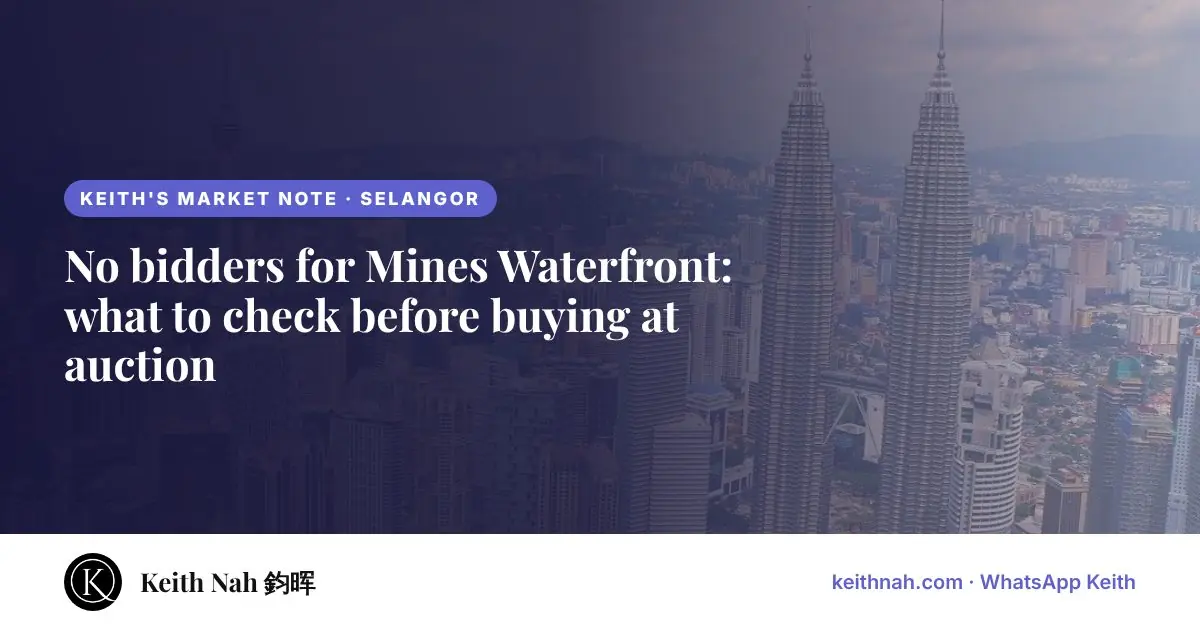 KEITH'S MARKET NOTE · SELANGOR
No bidders for Mines Waterfront:
what to check before buying at
auction
K
Keith Nah 鈞晖
keithnah.com · WhatsApp Keith